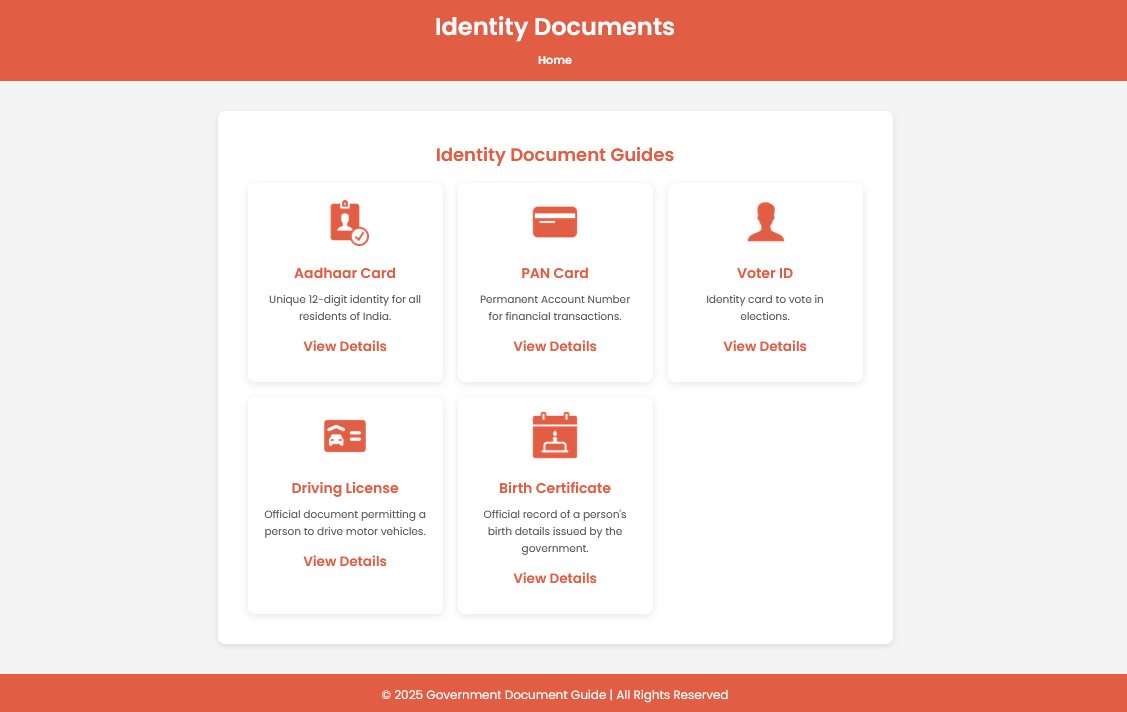 Identity Documents
Home
Identity Document Guides
Aadhaar Card
Unique 12-digit identity for all
residents of India.
View Details
PAN Card
Permanent Account Number
for financial transactions.
View Details
Voter ID
Identity card to vote in
elections.
View Details
Driving License
Official document permitting a
person to drive motor vehicles.
View Details
Birth Certificate
Official record of a person's
birth details issued by the
government.
View Details
© 2025 Government Document Guide | All Rights Reserved